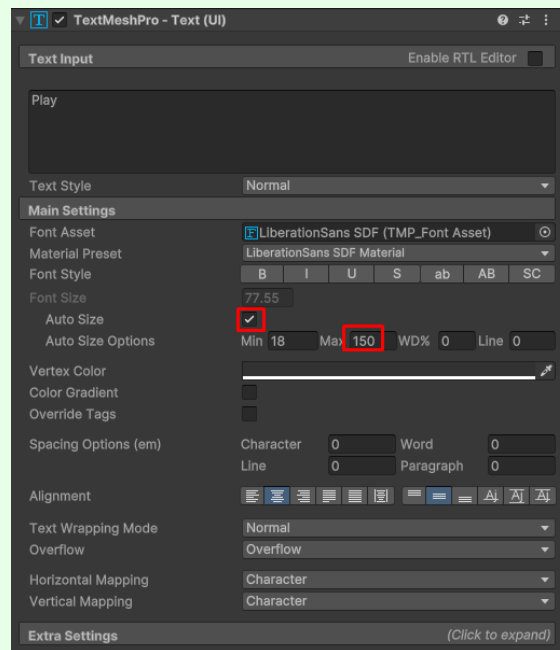 TextMeshPro - Text (UI)
Text Input Enable RTL Editor
Play
Text Style Normal
Main Settings
Font Asset LiberationSans SDF (TMP_Font Asset)
Material Preset LiberationSans SDF Material
Font Style B I U S ab AB SC
Font Size 77.55
Auto Size
Auto Size Options Min 18 Max 150 WD% 0 Line 0
Vertex Color
Color Gradient
Override Tags
Spacing Options (em) Character 0 Word 0
Line 0 Paragraph 0
Alignment
Text Wrapping Mode Normal
Overflow Overflow
Horizontal Mapping Character
Vertical Mapping Character
Extra Settings (Click to expand)